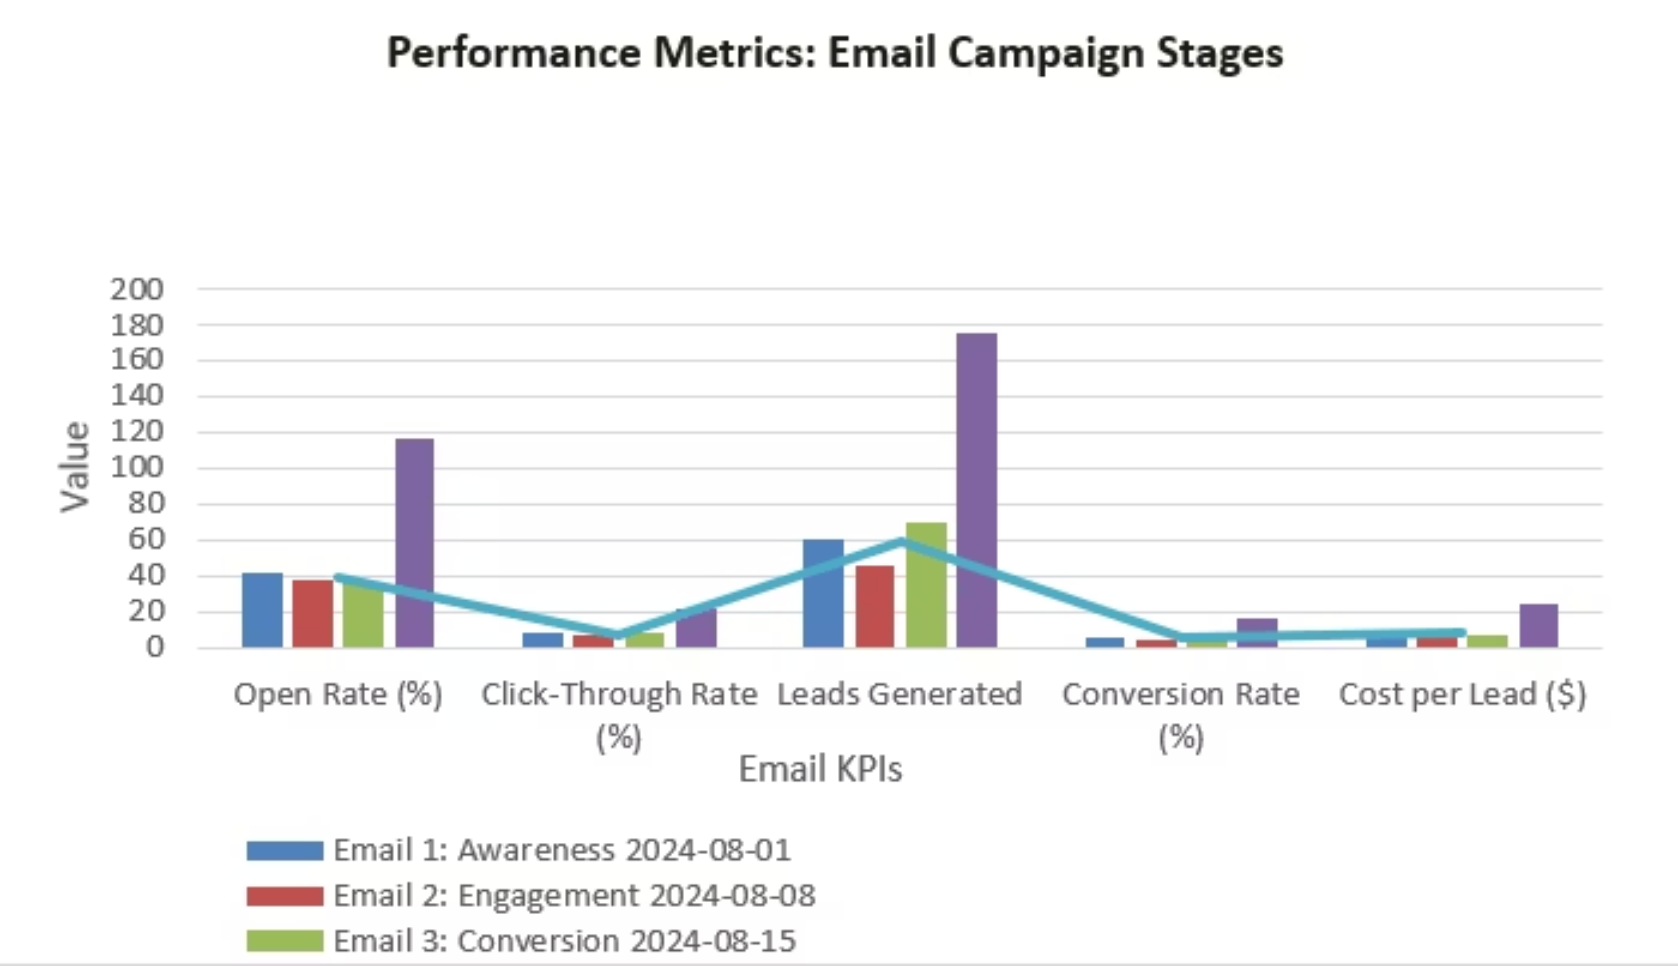 Performance Metrics: Email Campaign Stages
200
180
160
140
120
100
80
60
40
20
0
Value
Open Rate (%)
Click-Through Rate
(%)
Leads Generated
Conversion Rate
(%)
Cost per Lead ($)
Email KPIs
Email 1: Awareness 2024-08-01
Email 2: Engagement 2024-08-08
Email 3: Conversion 2024-08-15